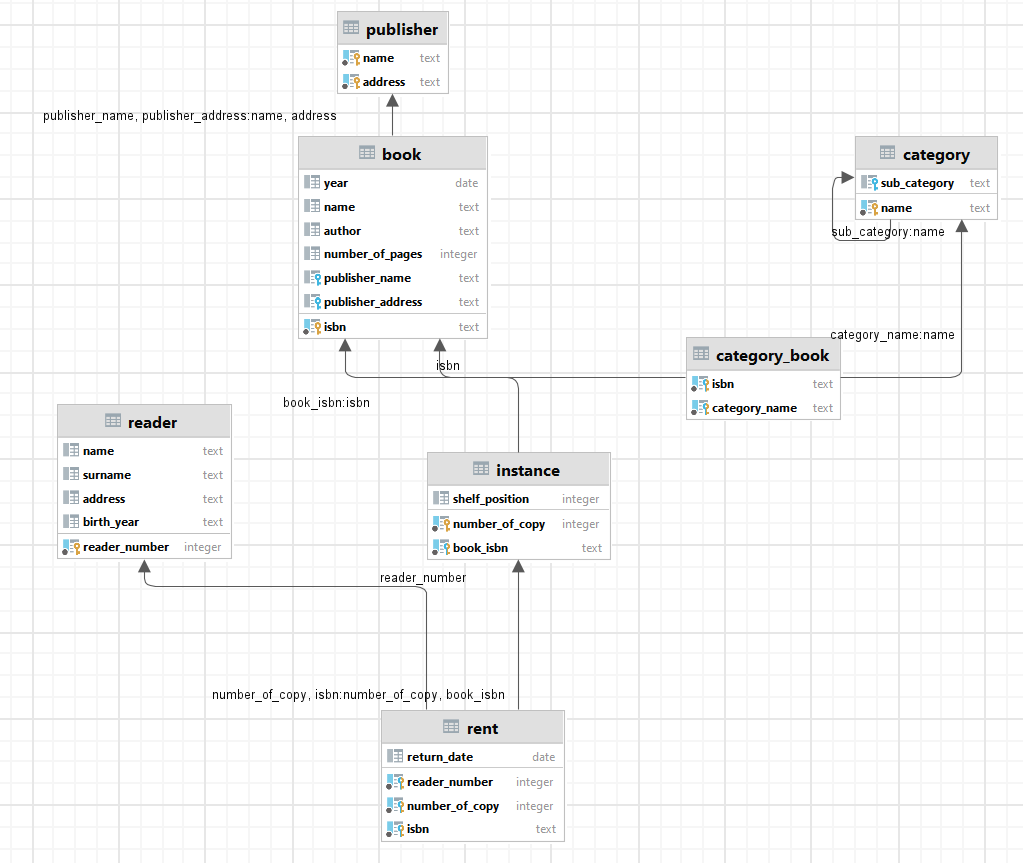 publisher
name text
address text
publisher_name, publisher_address:name, address
book
year date
name text
author text
number_of_pages integer
publisher_name text
publisher_address text
isbn text
category
sub_category text
name text
sub_category:name
category_name:name
category_book
isbn text
category_name text
isbn
book_isbn:isbn
reader
name text
surname text
address text
birth_year text
reader_number integer
instance
shelf_position integer
number_of_copy integer
book_isbn text
reader_number
number_of_copy, isbn:number_of_copy, book_isbn
rent
return_date date
reader_number integer
number_of_copy integer
isbn text